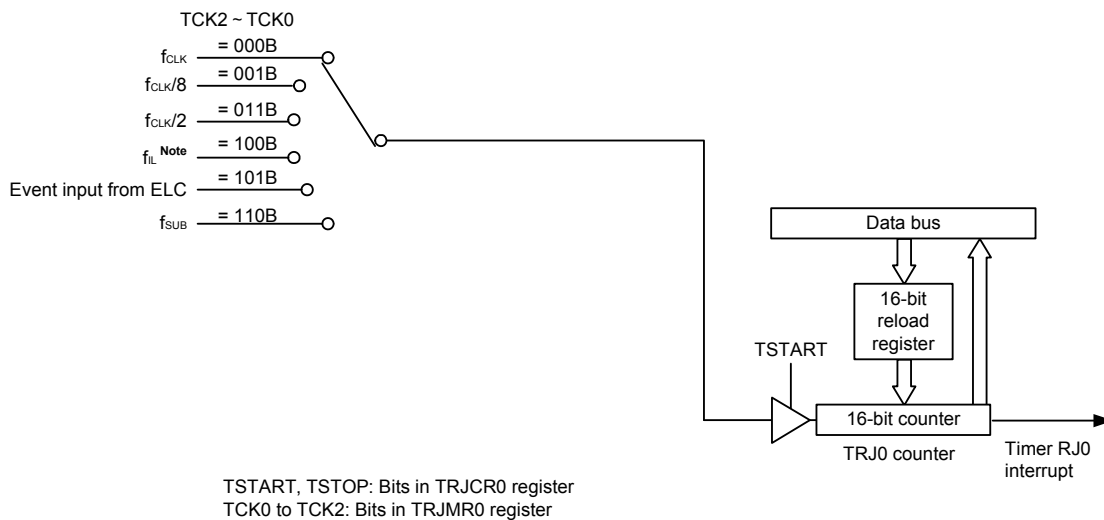 TCK2 ~ TCK0
fCLK = 000B
fCLK/8 = 001B
fCLK/2 = 011B
fIL Note = 100B
Event input from ELC = 101B
fSUB = 110B
Data bus
16-bit
reload
register
TSTART
16-bit counter
TRJ0 counter
Timer RJ0
interrupt
TSTART, TSTOP: Bits in TRJCR0 register
TCK0 to TCK2: Bits in TRJMR0 register